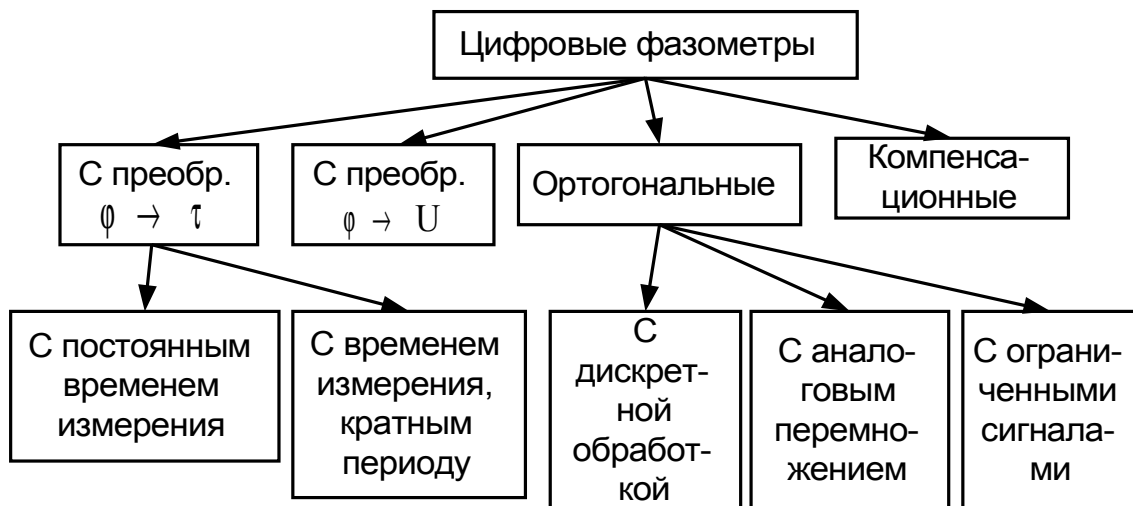 Цифровые фазометры
С преобр.
φ → τ
С преобр.
φ → U
Ортогональные
Компенса-
ционные
С постоянным
временем
измерения
С временем
измерения,
кратным
периоду
С
дискрет-
ной
обработ-
кой
С анало-
говым
перемно-
жением
С ограни-
ченными
сигнала-
ми